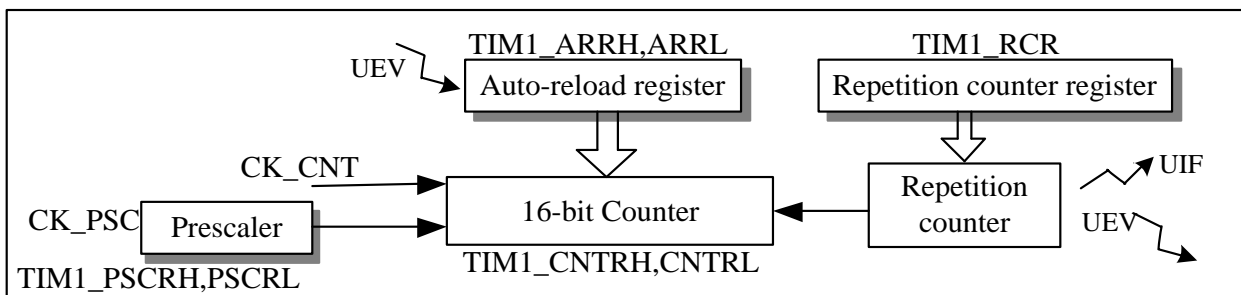 TIM1_ARRH,ARRL
TIM1_RCR
UEV
Auto-reload register
Repetition counter register
CK_CNT
UIF
Repetition
counter
16-bit Counter
CK_PSC
Prescaler
UEV
TIM1_CNTRH,CNTRL
TIM1_PSCRH,PSCRL